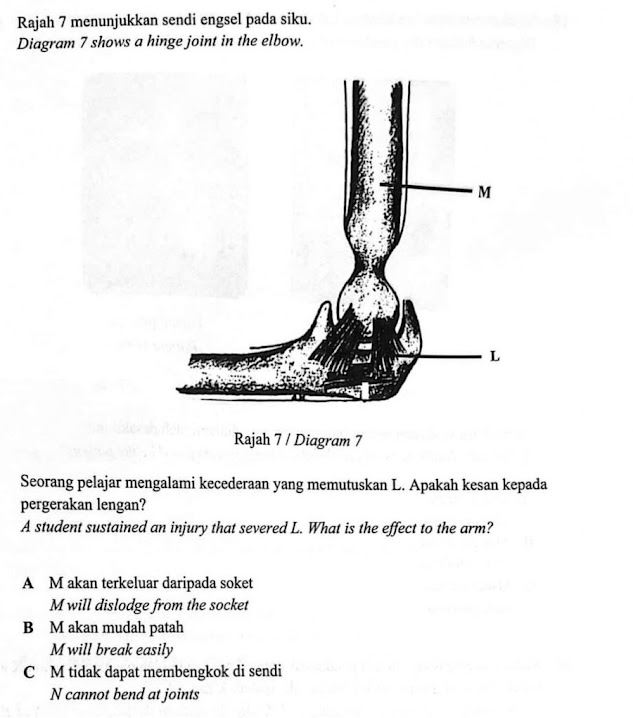 Rajah 7 menunjukkan sendi engsel pada siku.
Diagram 7 shows a hinge joint in the elbow.
M
L
Rajah 7 / Diagram 7
Seorang pelajar mengalami kecederaan yang memutuskan L. Apakah kesan kepada
pergerakan lengan?
A student sustained an injury that severed L. What is the effect to the arm?
A M akan terkeluar daripada soket
M will dislodge from the socket
B M akan mudah patah
M will break easily
C M tidak dapat membengkok di sendi
N cannot bend at joints